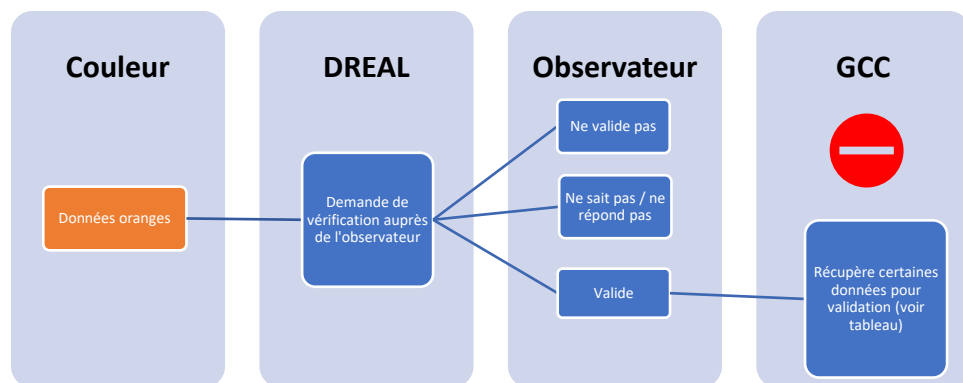 Couleur
DREAL
Observateur
GCC
Données oranges
Demande de
vérification auprès
de l'observateur
Ne valide pas
Ne sait pas / ne
répond pas
Valide
Récupère certaines
données pour
validation (voir
tableau)